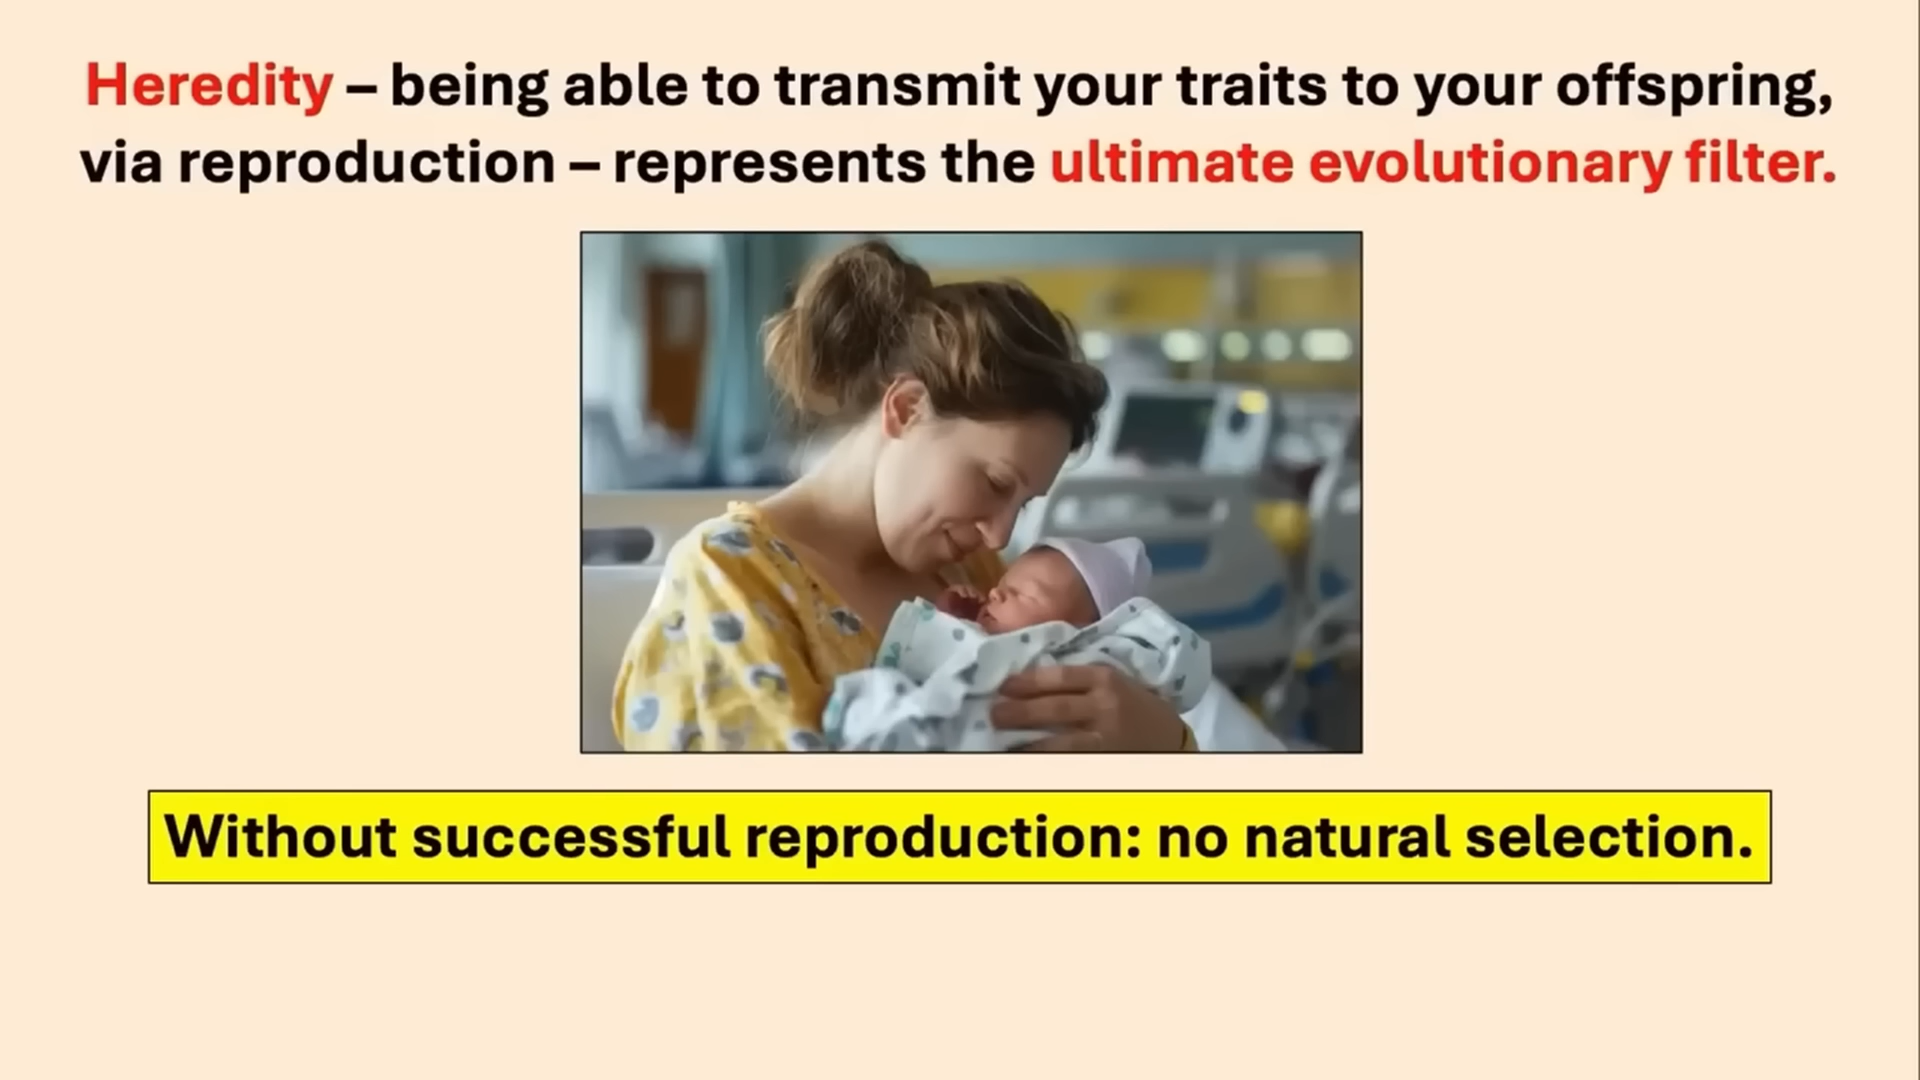 Heredity – being able to transmit your traits to your offspring,
via reproduction – represents the ultimate evolutionary filter.
Without successful reproduction: no natural selection.